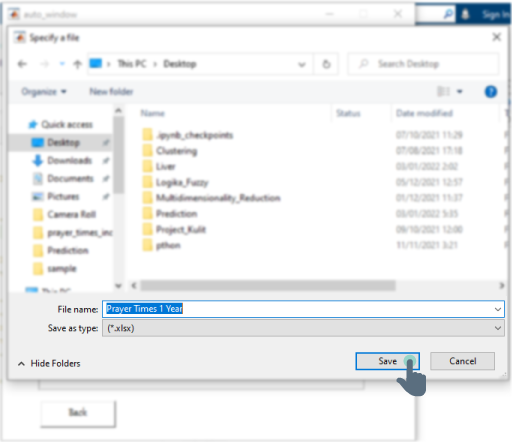 auto_window
Sign In
Specify a file
This PC > Desktop
Search Desktop
Organize
New folder
Name
Status
Date modified
Quick access
.ipynb_checkpoints
07/10/2021 11:29
Desktop
Clustering
07/08/2021 17:18
Downloads
Liver
03/01/2022 2:02
Documents
Logika_Fuzzy
05/12/2021 12:57
Pictures
Multidimensionality_Reduction
01/12/2021 11:37
Camera Roll
Prediction
03/01/2022 5:35
prayer_times_inc
Project_Kulit
09/10/2021 12:00
Prediction
pthon
11/11/2021 3:21
sample
This PC
File name: Prayer Times 1 Year
Save as type: (*.xlsx)
Hide Folders
Save
Cancel
Back